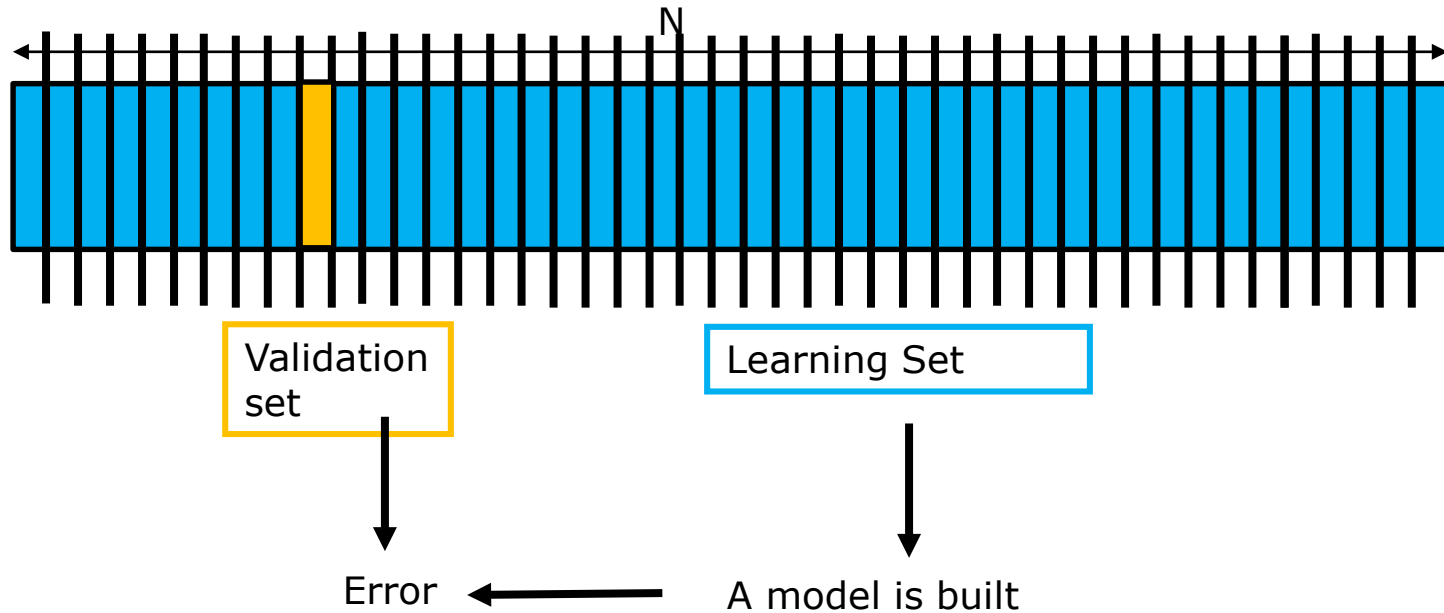 N
Validation
set
Learning Set
Error
A model is built